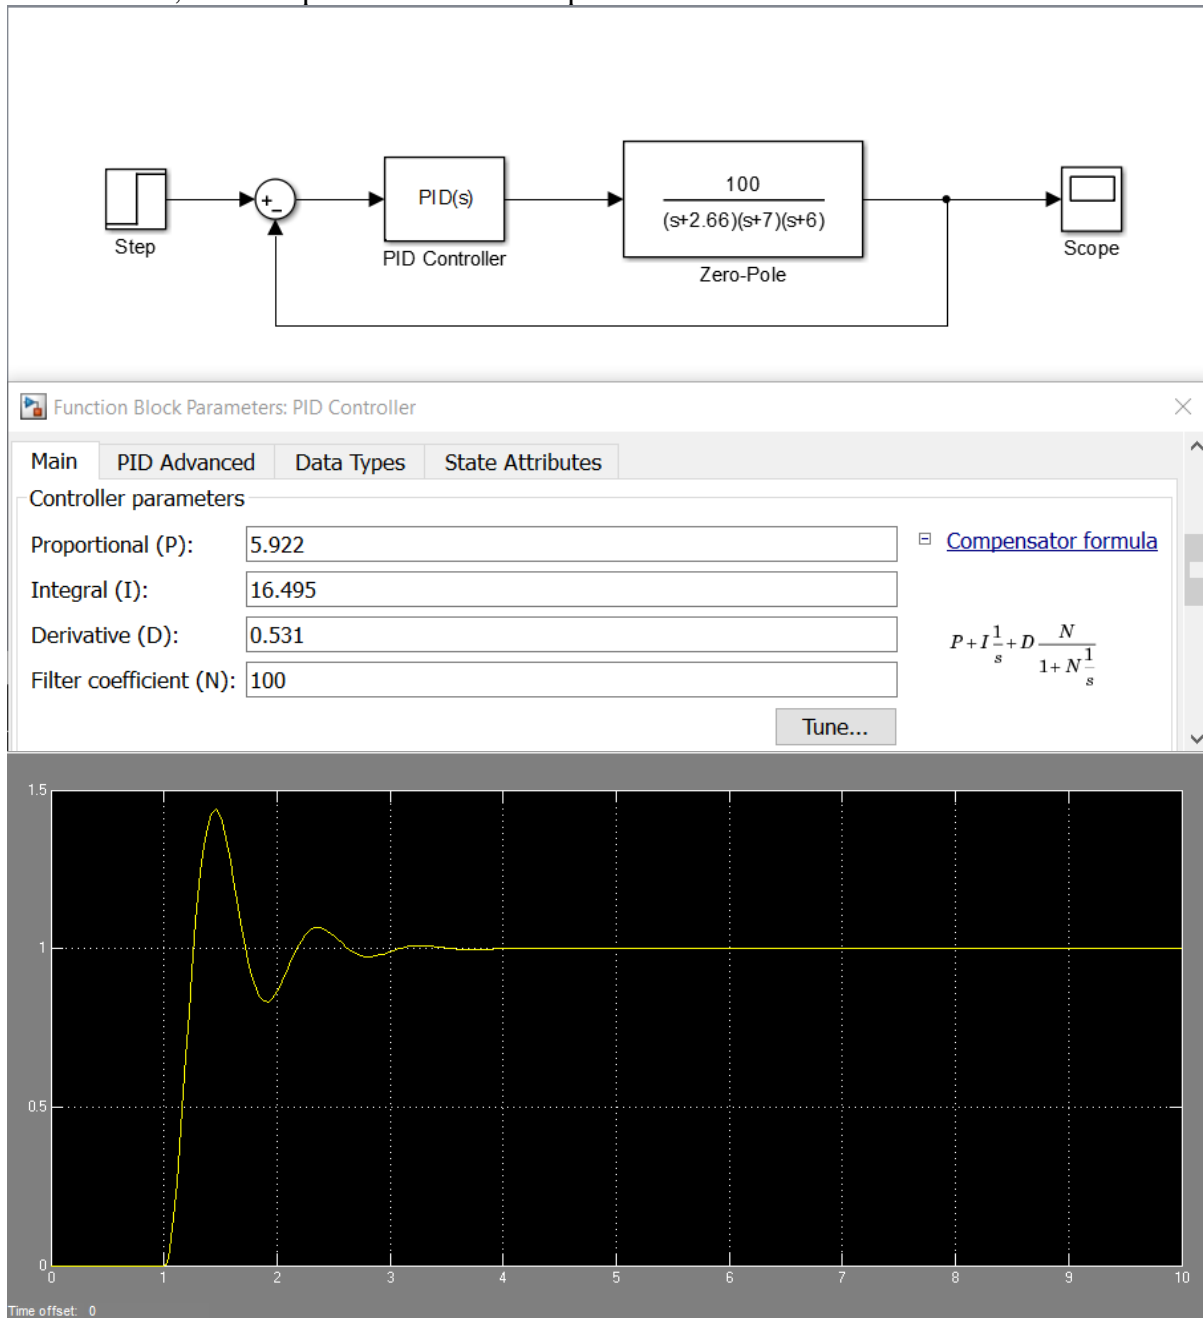 100
PID(s)
(s+2.66)(s+7)(s+6)
Step
PID Controller
Zero-Pole
Scope
Function Block Parameters: PID Controller
Main PID Advanced Data Types State Attributes
Controller parameters
Proportional (P): 5.922
Compensator formula
Integral (I): 16.495
Derivative (D): 0.531
P+I 1/s +D N/(1+N 1/s)
Filter coefficient (N): 100
Tune...
1.5
1
0.5
0
0 1 2 3 4 5 6 7 8 9 10
Time offset: 0